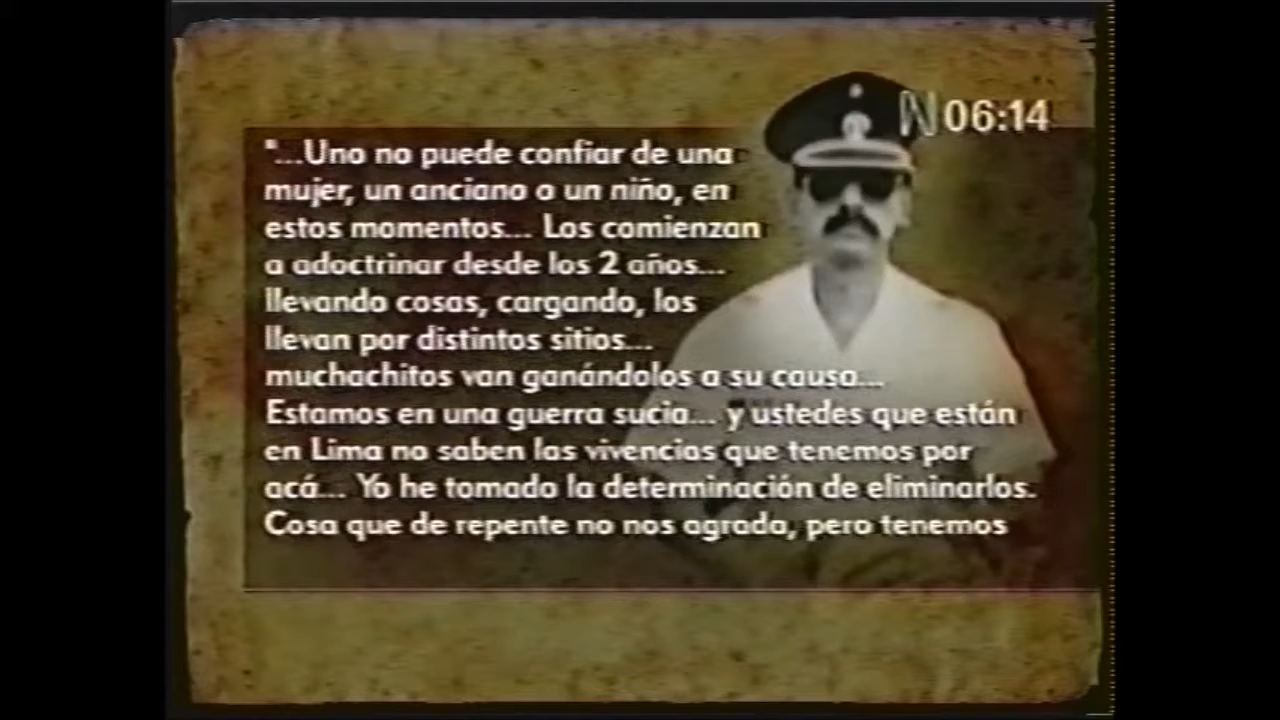 N 06:14
"...Uno no puede confiar de una
mujer, un anciano o un niño, en
estos momentos... Los comienzan
a adoctrinar desde los 2 años...
llevando cosas, cargando, los
llevan por distintos sitios...
muchachitos van ganándolos a su causa...
Estamos en una guerra sucia... y ustedes que están
en Lima no saben las vivencias que tenemos por
acá... Yo he tomado la determinación de eliminarlos.
Cosa que de repente no nos agrada, pero tenemos